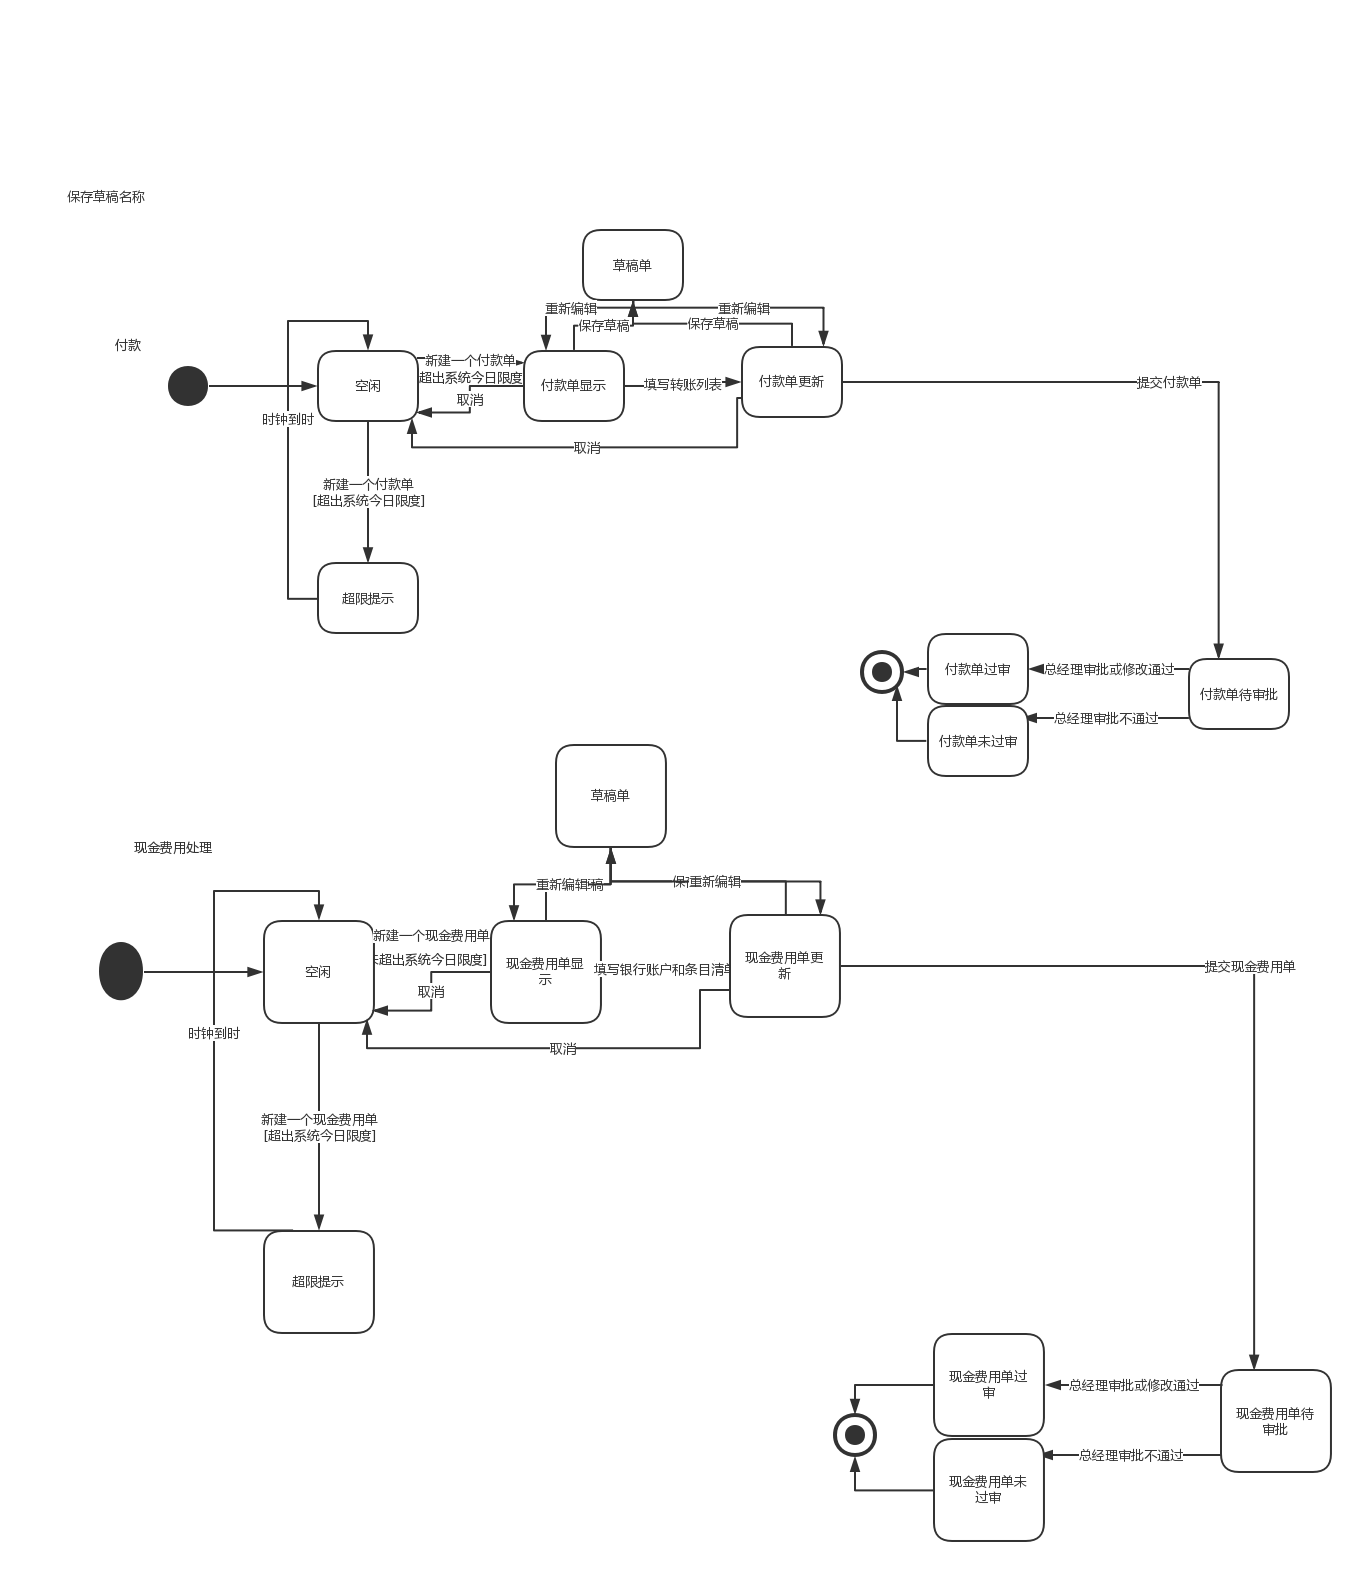 保存草稿名称
草稿单
重新编辑
重新编辑
保存草稿
保存草稿
付款
空闲
新建一个付款单
超出系统今日限度
取消
付款单显示
填写转账列表
付款单更新
提交付款单
时钟到时
取消
新建一个付款单
[超出系统今日限度]
超限提示
付款单过审
总经理审批或修改通过
付款单待审批
总经理审批不通过
付款单未过审
草稿单
现金费用处理
重新编辑
稿
保
重新编辑
新建一个现金费用单
超出系统今日限度]
空闲
取消
现金费用单显
示
填写银行账户和条目清单
现金费用单更
新
提交现金费用单
时钟到时
取消
新建一个现金费用单
[超出系统今日限度]
超限提示
现金费用单过
审
总经理审批或修改通过
现金费用单待
审批
总经理审批不通过
现金费用单未
过审